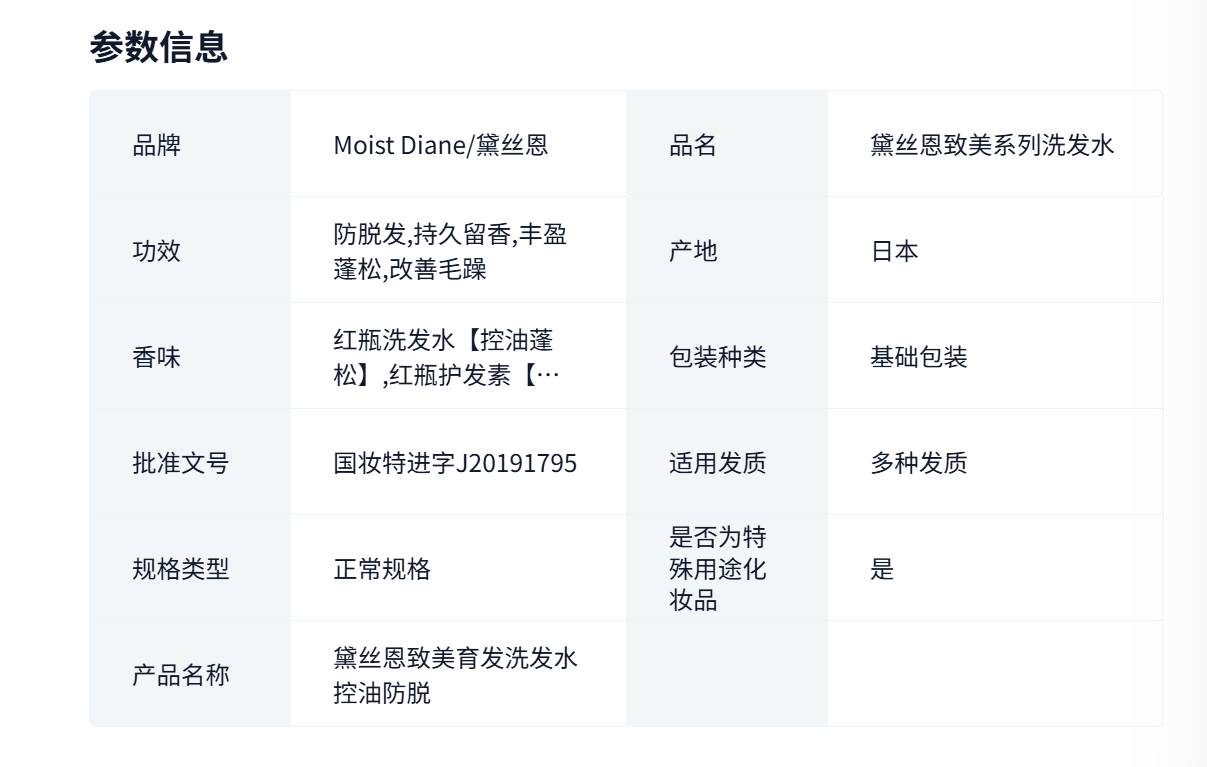 参数信息
品牌
Moist Diane/黛丝恩
品名
黛丝恩致美系列洗发水
功效
防脱发,持久留香,丰盈
蓬松,改善毛躁
产地
日本
香味
红瓶洗发水【控油蓬
松】,红瓶护发素【…
包装种类
基础包装
批准文号
国妆特进字J20191795
适用发质
多种发质
规格类型
正常规格
是否为特
殊用途化
妆品
是
产品名称
黛丝恩致美育发洗发水
控油防脱